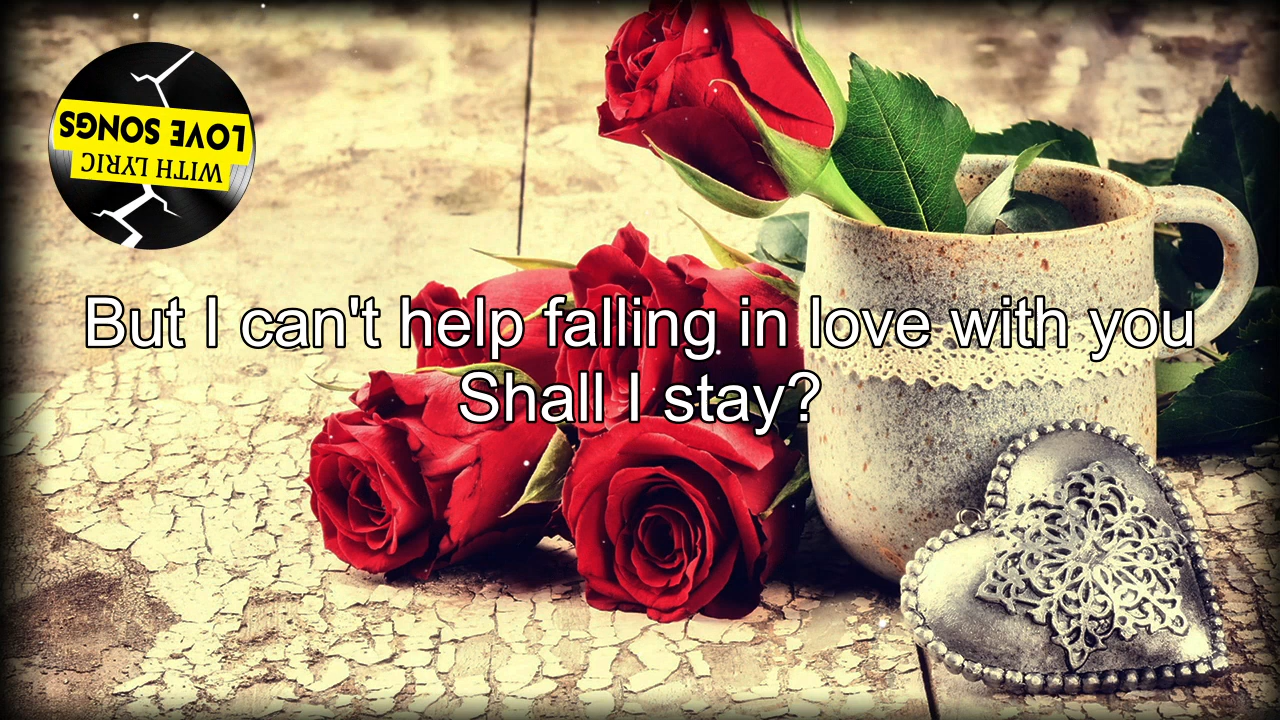 LOVE SONGS
WITH LYRIC
But I can't help falling in love with you
Shall I stay?